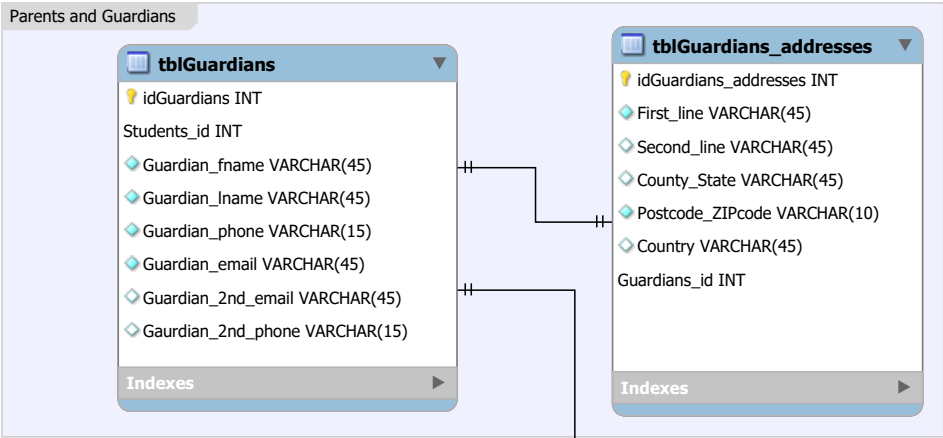 Parents and Guardians
tblGuardians
idGuardians INT
Students_id INT
Guardian_fname VARCHAR(45)
Guardian_lname VARCHAR(45)
Guardian_phone VARCHAR(15)
Guardian_email VARCHAR(45)
Guardian_2nd_email VARCHAR(45)
Gaurdian_2nd_phone VARCHAR(15)
Indexes
tblGuardians_addresses
idGuardians_addresses INT
First_line VARCHAR(45)
Second_line VARCHAR(45)
County_State VARCHAR(45)
Postcode_ZIPcode VARCHAR(10)
Country VARCHAR(45)
Guardians_id INT
Indexes